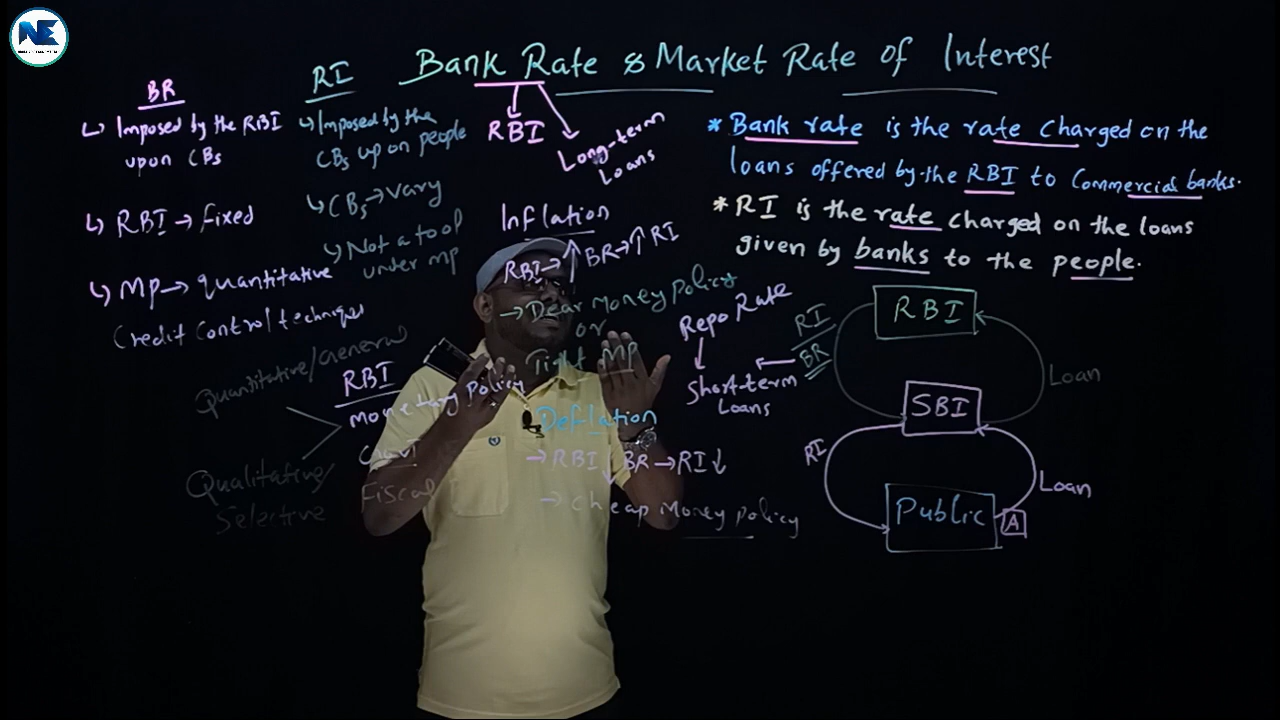 NE
Bank Rate & Market Rate of Interest
BR
↳ Imposed by the RBI
upon CBs
↳ RBI → fixed
↳ MP → quantitative
Credit Control techniques
RI
↳ Imposed by the
CBs upon people
↳ CBs → vary
↳ Not a tool
under MP
RBI
Long-term
Loans
* Bank rate is the rate charged on the
loans offered by the RBI to Commercial banks.
* RI is the rate charged on the loans
given by banks to the people.
Inflation
RBI → ↑ BR → ↑ RI
→ Dear Money Policy
or
Tight MP
Deflation
→ RBI ↓ BR → RI ↓
→ Cheap Money Policy
Repo Rate
↓
Short-term
Loans
RI
BR
RBI
Loan
SBI
RI
Loan
Public
A
Quantitative/General
RBI
Monetary Policy
Govt
Fiscal
Qualitative/
Selective